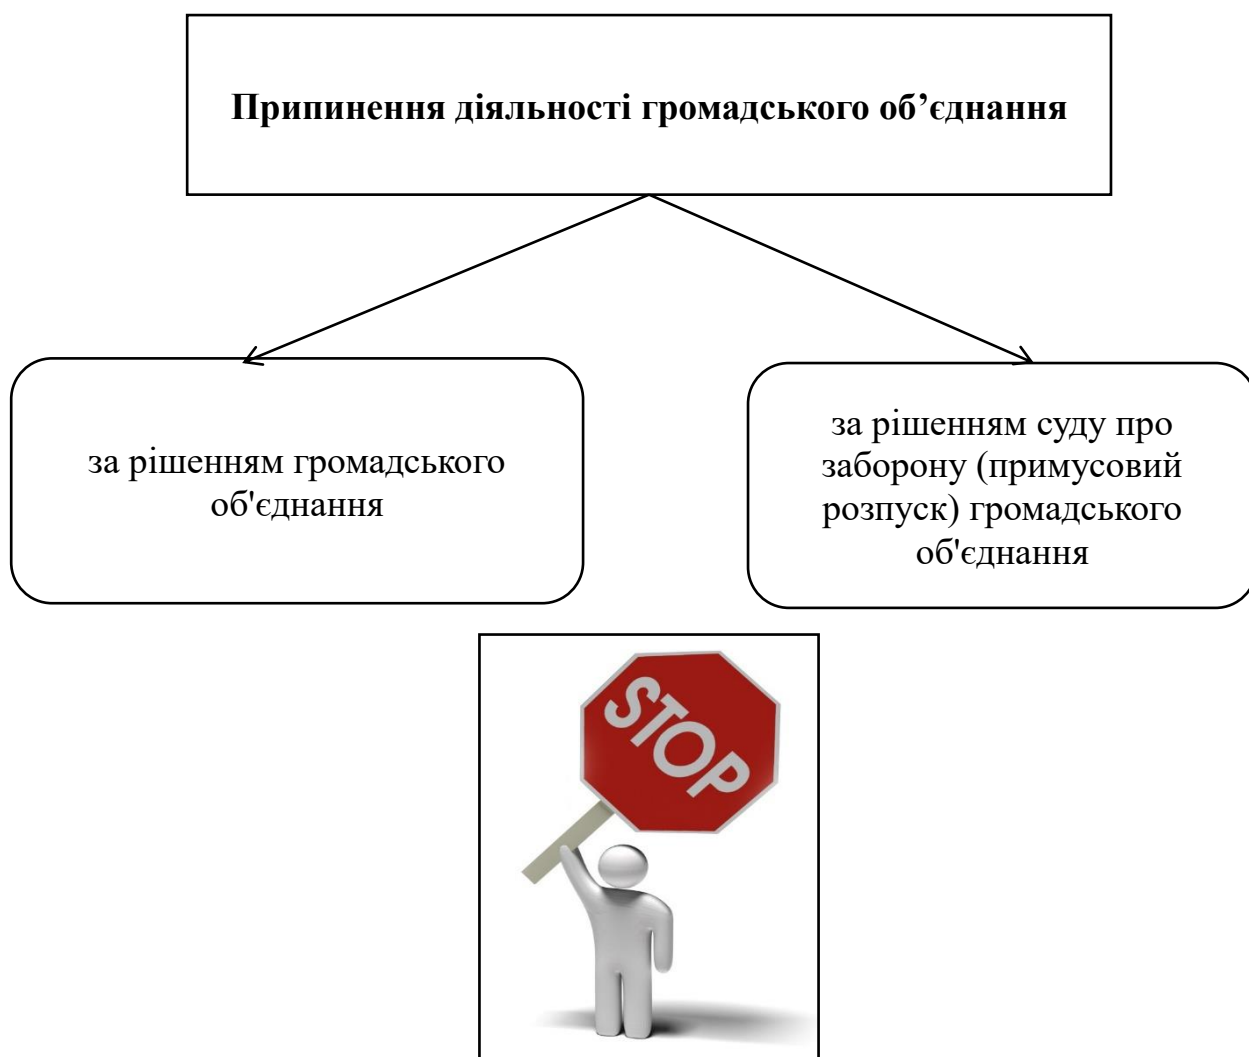 Припинення діяльності громадського об’єднання
за рішенням громадського
об'єднання
за рішенням суду про
заборону (примусовий
розпуск) громадського
об'єднання
STOP